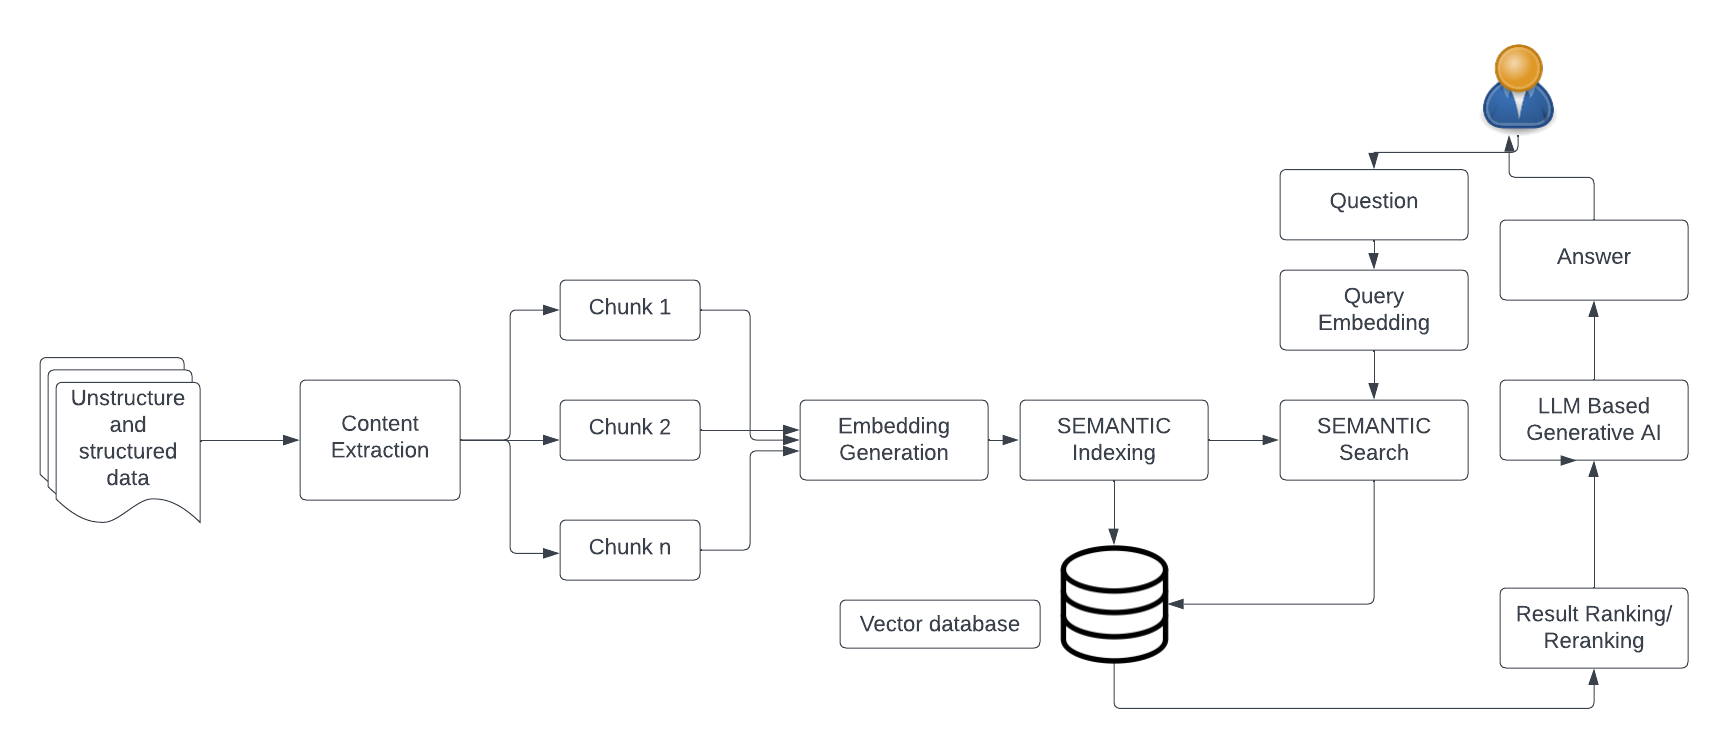 Unstructure
and
structured
data
Content
Extraction
Chunk 1
Chunk 2
Chunk n
Embedding
Generation
SEMANTIC
Indexing
Vector database
Question
Query
Embedding
SEMANTIC
Search
Result Ranking/
Reranking
LLM Based
Generative AI
Answer